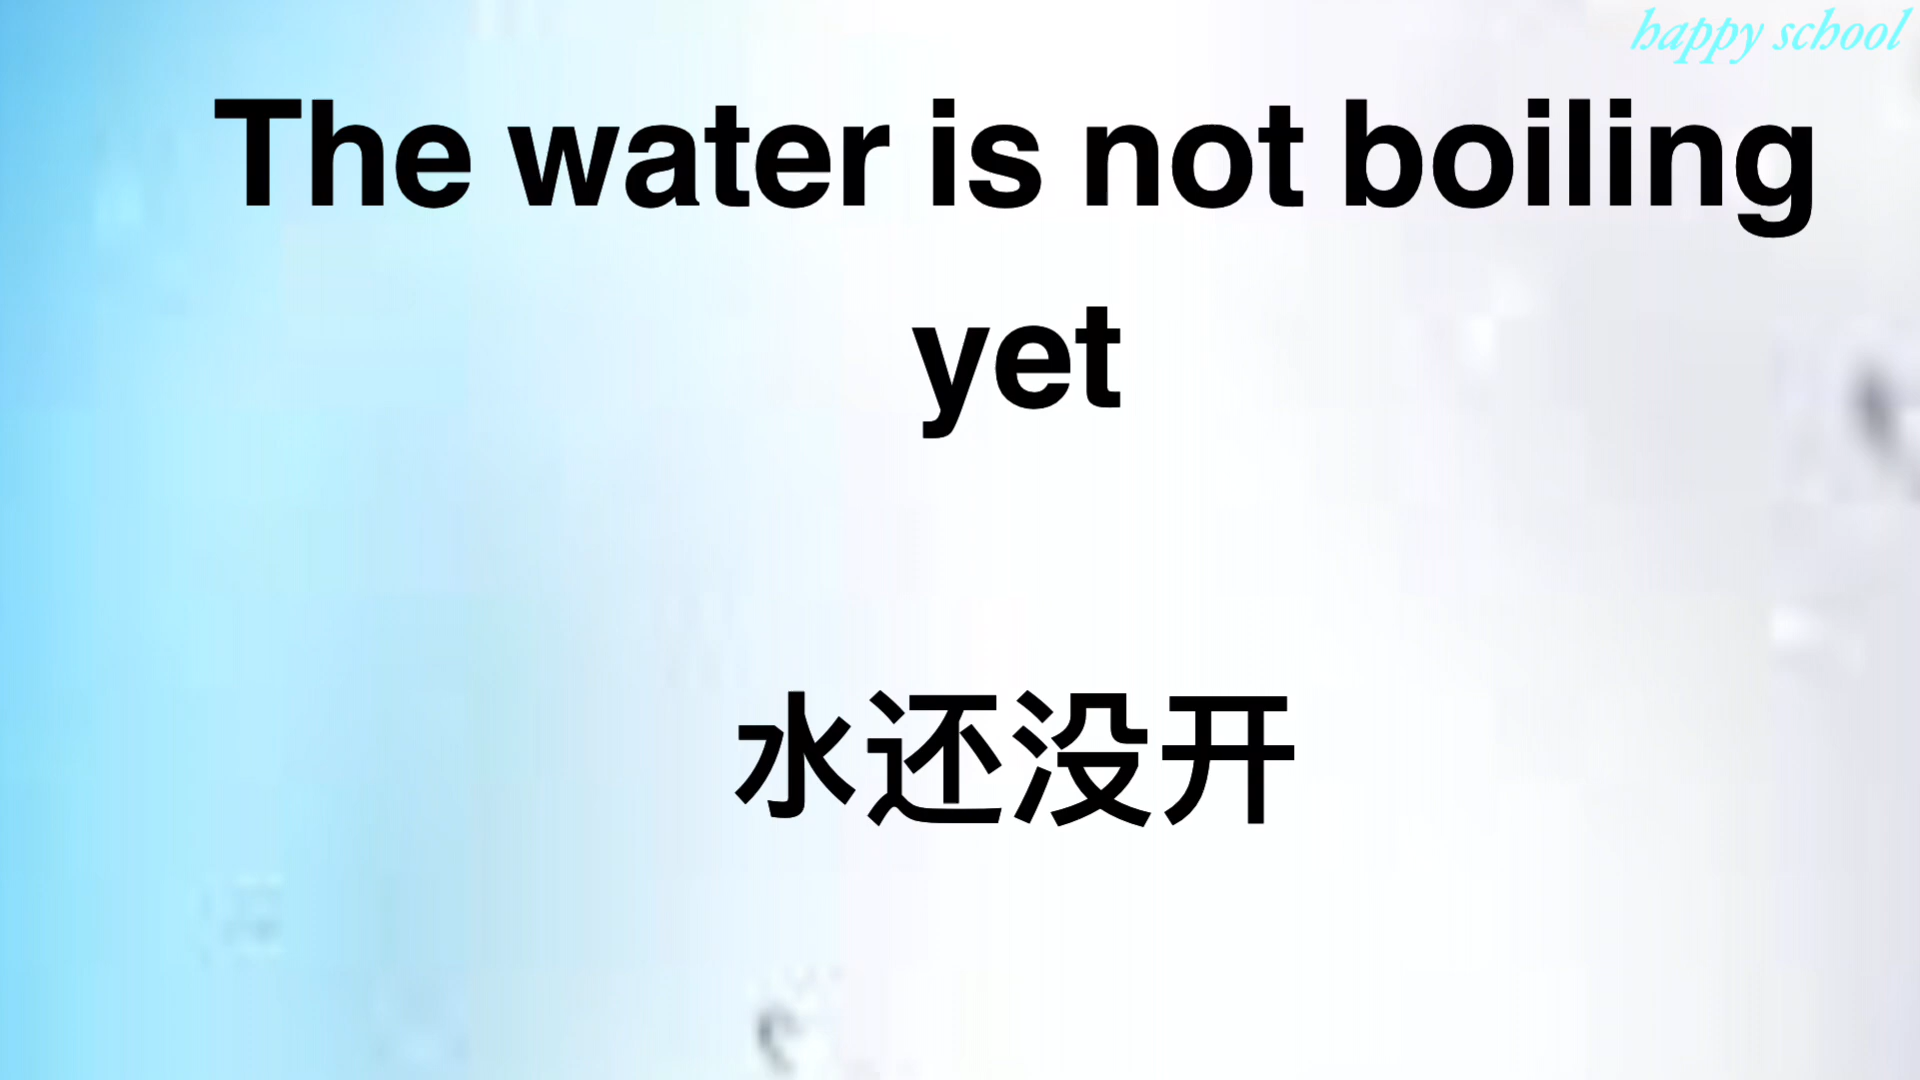 happy school
The water is not boiling
yet
水还没开